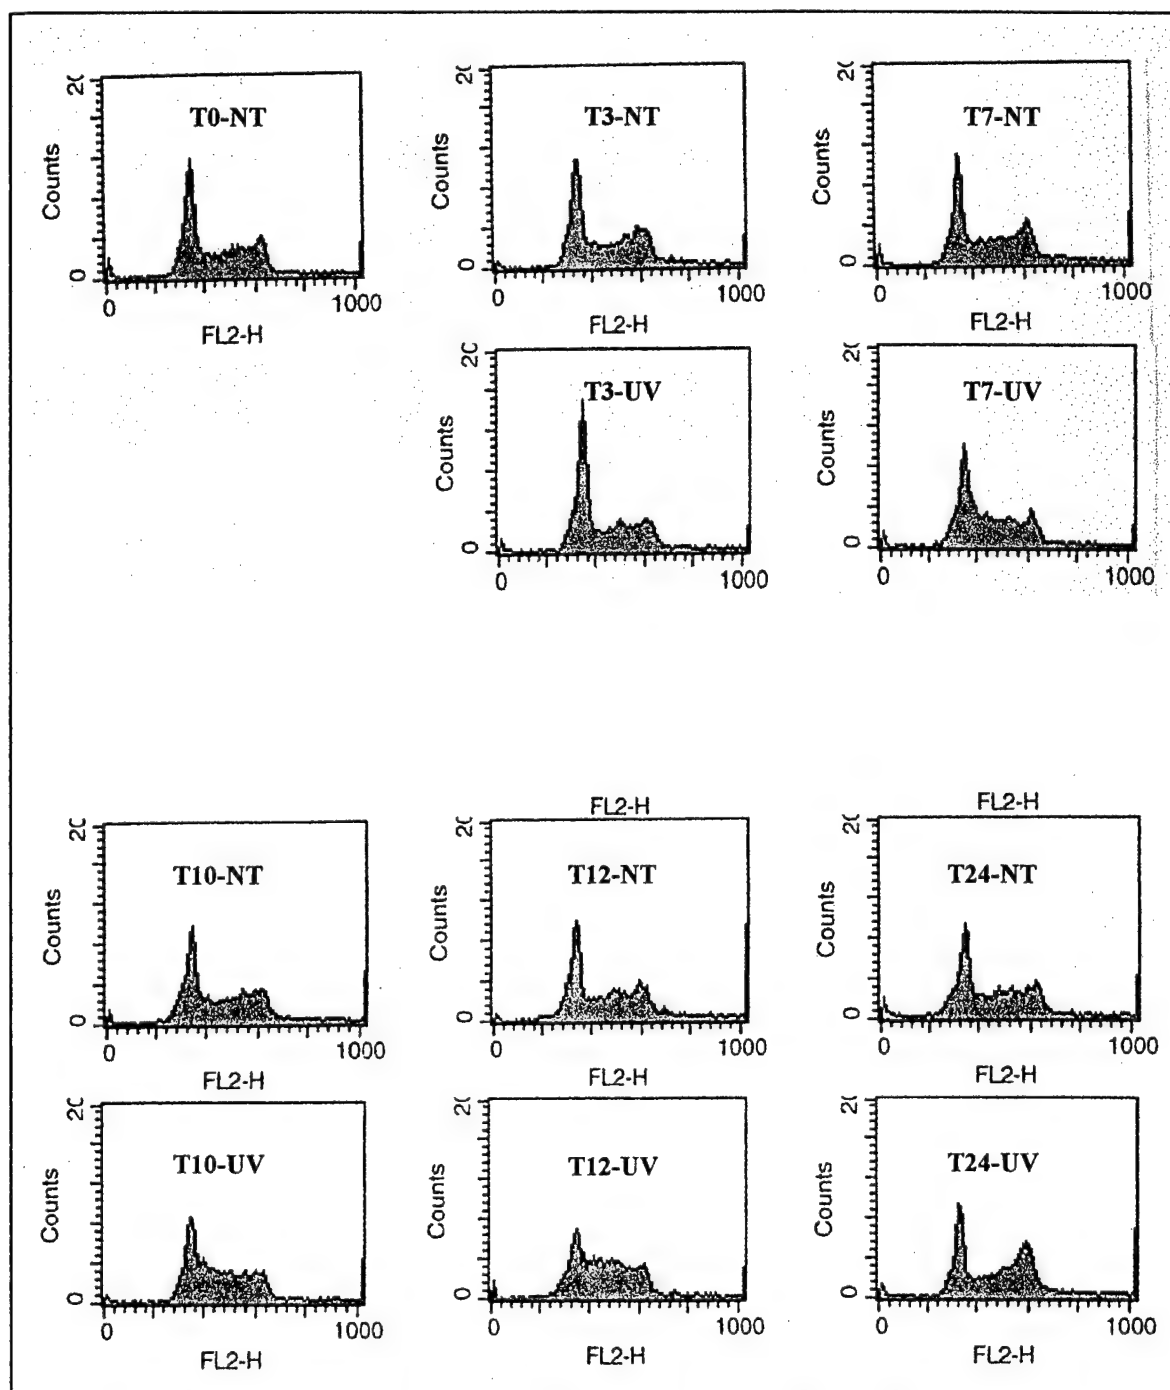 20 T0-NT Counts 0 0 1000 FL2-H
20 T3-NT Counts 0 0 1000 FL2-H
20 T7-NT Counts 0 0 1000 FL2-H
20 T3-UV Counts 0 0 1000
20 T7-UV Counts 0 0 1000
FL2-H
FL2-H
20 T10-NT Counts 0 0 1000 FL2-H
20 T12-NT Counts 0 0 1000 FL2-H
20 T24-NT Counts 0 0 1000 FL2-H
20 T10-UV Counts 0 0 1000 FL2-H
20 T12-UV Counts 0 0 1000 FL2-H
20 T24-UV Counts 0 0 1000 FL2-H